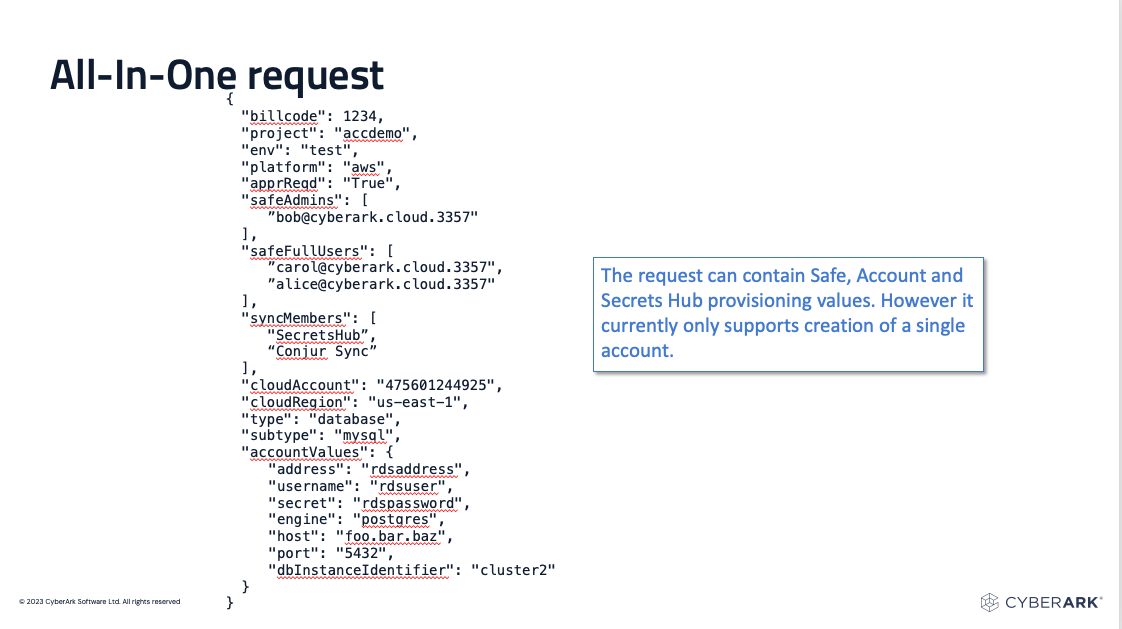 All-In-One request
{
"billcode": 1234,
"project": "accdemo",
"env": "test",
"platform": "aws",
"apprReqd": "True",
"safeAdmins": [
”bob@cyberark.cloud.3357"
],
"safeFullUsers": [
”carol@cyberark.cloud.3357",
”alice@cyberark.cloud.3357"
],
"syncMembers": [
"SecretsHub”,
“Conjur Sync”
],
"cloudAccount": "475601244925",
"cloudRegion": "us-east-1",
"type": "database",
"subtype": "mysql",
"accountValues": {
"address": "rdsaddress",
"username": "rdsuser",
"secret": "rdspassword",
"engine": "postgres",
"host": "foo.bar.baz",
"port": "5432",
"dbInstanceIdentifier": "cluster2"
}
}
The request can contain Safe, Account and
Secrets Hub provisioning values. However it
currently only supports creation of a single
account.
© 2023 CyberArk Software Ltd. All rights reserved
CYBERARK®